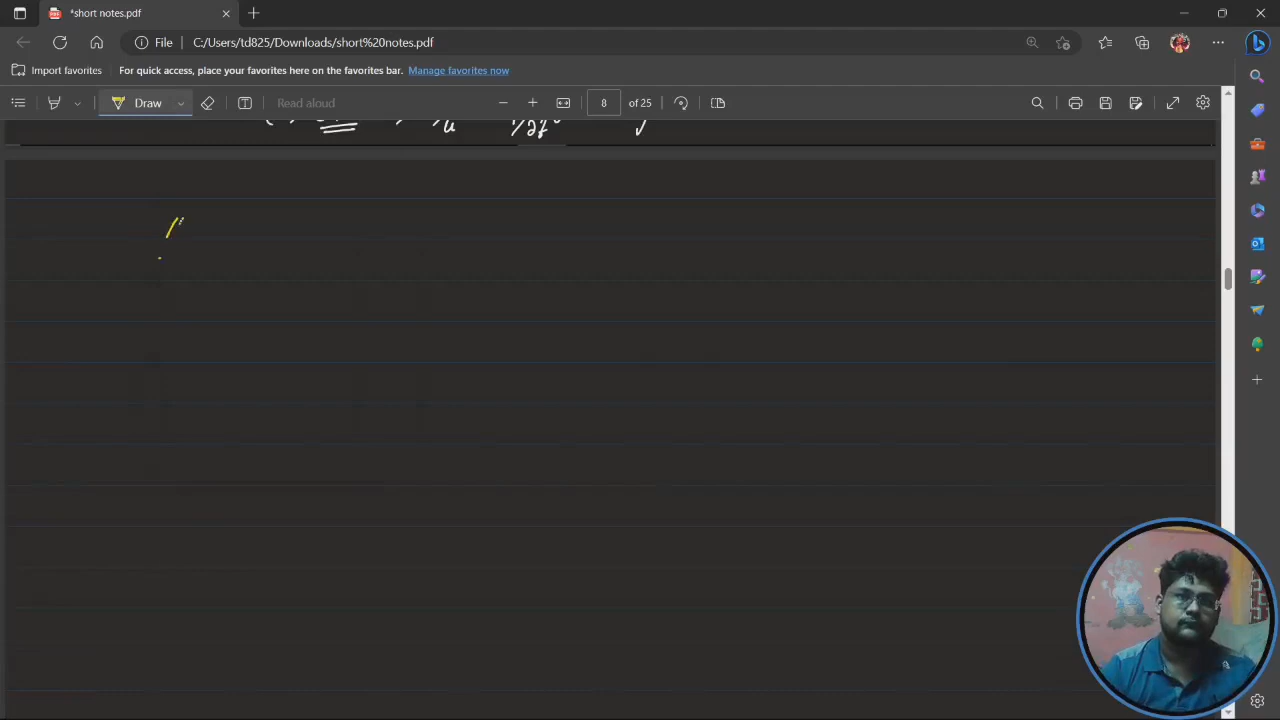 *short notes.pdf
File C:/Users/td825/Downloads/short%20notes.pdf
Import favorites For quick access, place your favorites here on the favorites bar. Manage favorites now
Draw Read aloud 8 of 25